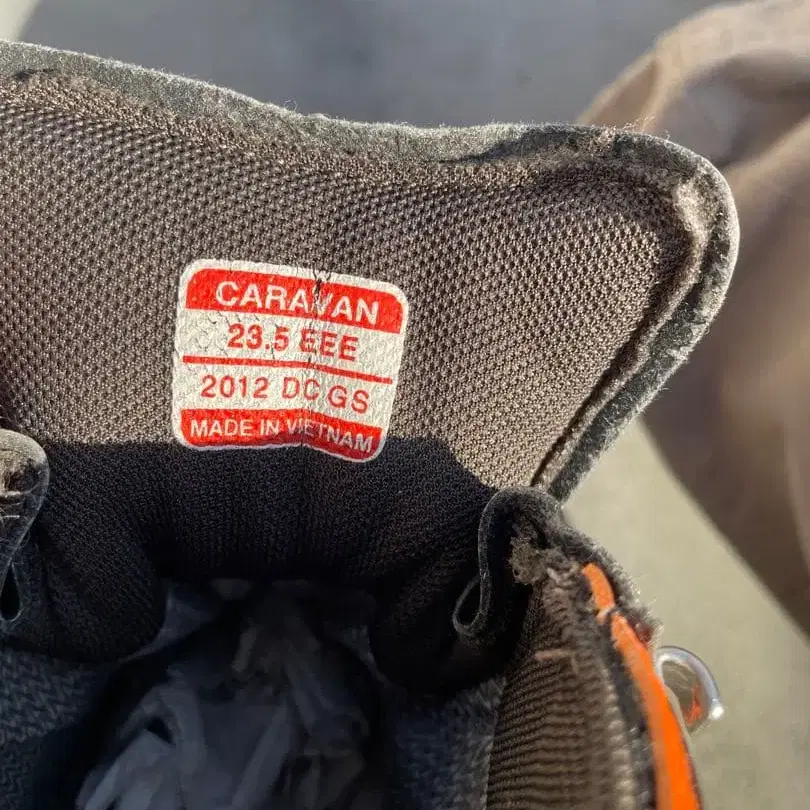 CARAVAN
23.5 EEE
2012 DC GS
MADE IN VIETNAM